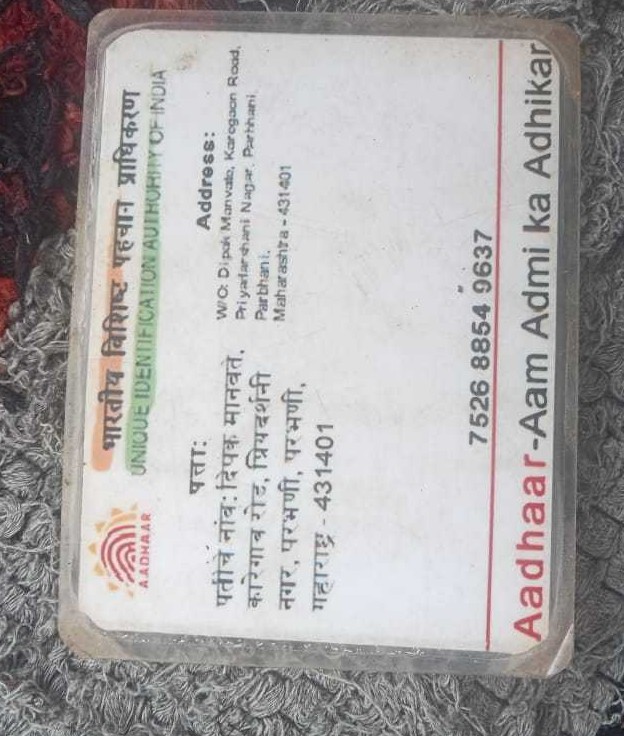 भारतीय विशिष्ट पहचान प्राधिकरण
UNIQUE IDENTIFICATION AUTHORITY OF INDIA
AADHAAR
पत्ता:
पतीचे नांव: दिपक मानवते,
कारेगाव रोड, प्रियदर्शनी
नगर, परभणी, परभणी,
महाराष्ट्र - 431401
Address:
W/O: Dipak Manvate, Karegaon Road,
Priyadarshani Nagar, Parbhani,
Parbhani,
Maharashtra - 431401
7526 8854 9637
Aadhaar-Aam Admi ka Adhikar